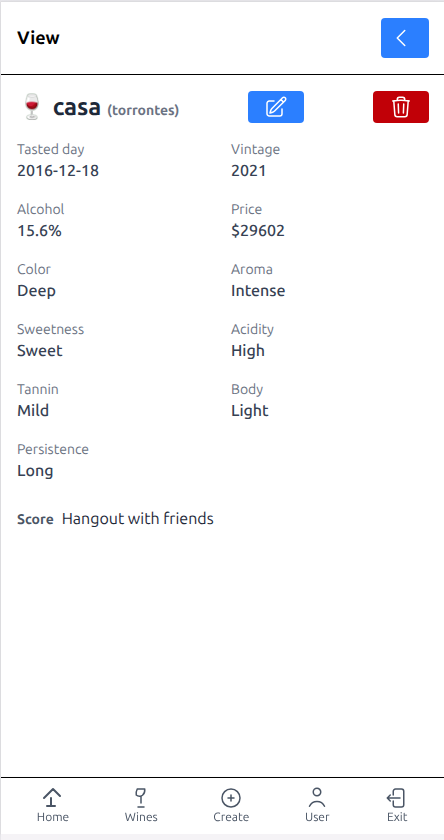 View
casa (torrontes)
Tasted day Vintage
2016-12-18 2021
Alcohol Price
15.6% $29602
Color Aroma
Deep Intense
Sweetness Acidity
Sweet High
Tannin Body
Mild Light
Persistence
Long
Score Hangout with friends
Home Wines Create User Exit